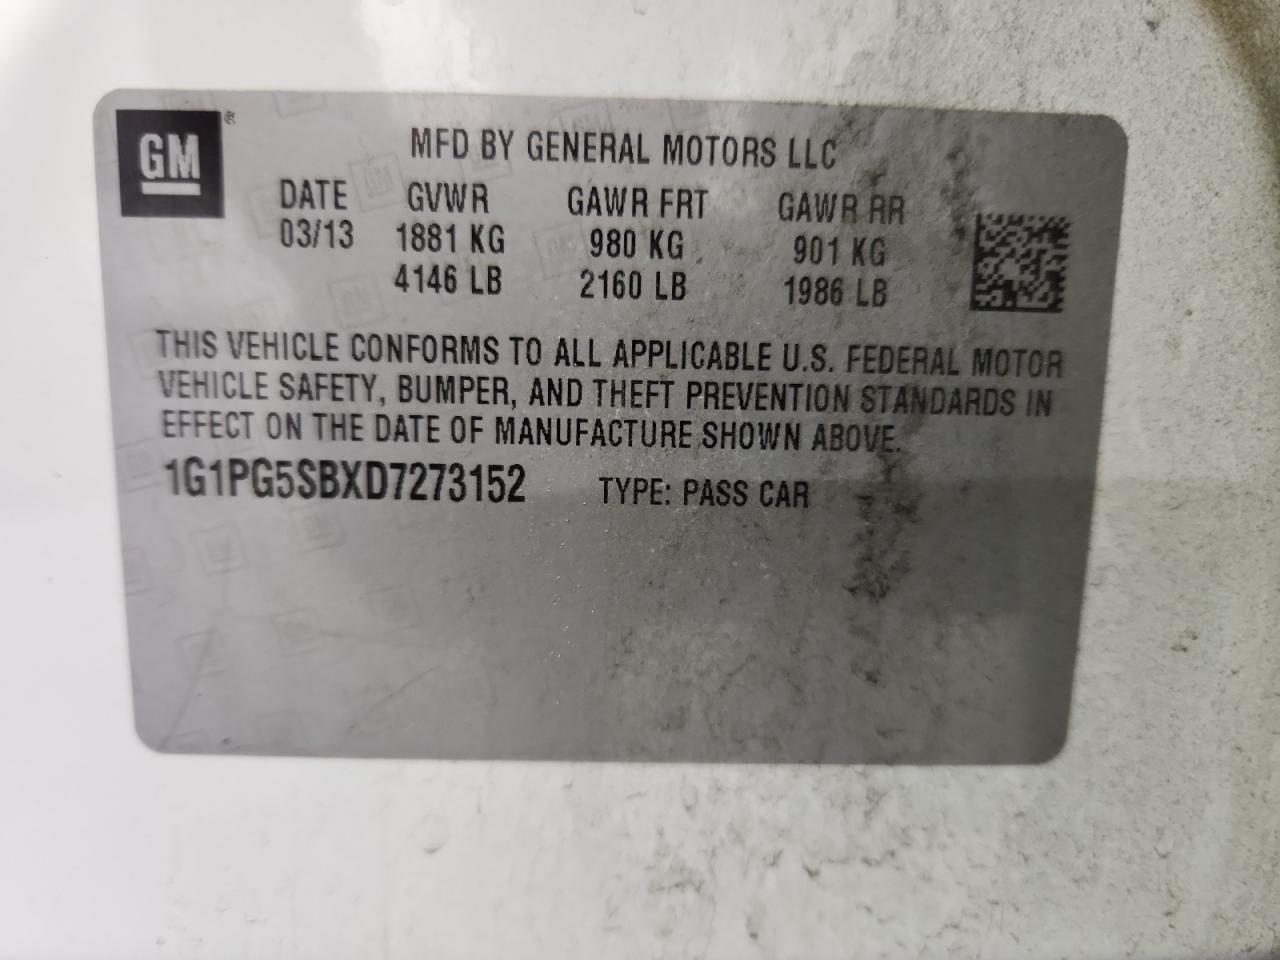 GM ®
MFD BY GENERAL MOTORS LLC
DATE GVWR GAWR FRT GAWR RR
03/13 1881 KG 980 KG 901 KG
4146 LB 2160 LB 1986 LB
THIS VEHICLE CONFORMS TO ALL APPLICABLE U.S. FEDERAL MOTOR
VEHICLE SAFETY, BUMPER, AND THEFT PREVENTION STANDARDS IN
EFFECT ON THE DATE OF MANUFACTURE SHOWN ABOVE.
1G1PG5SBXD7273152 TYPE: PASS CAR